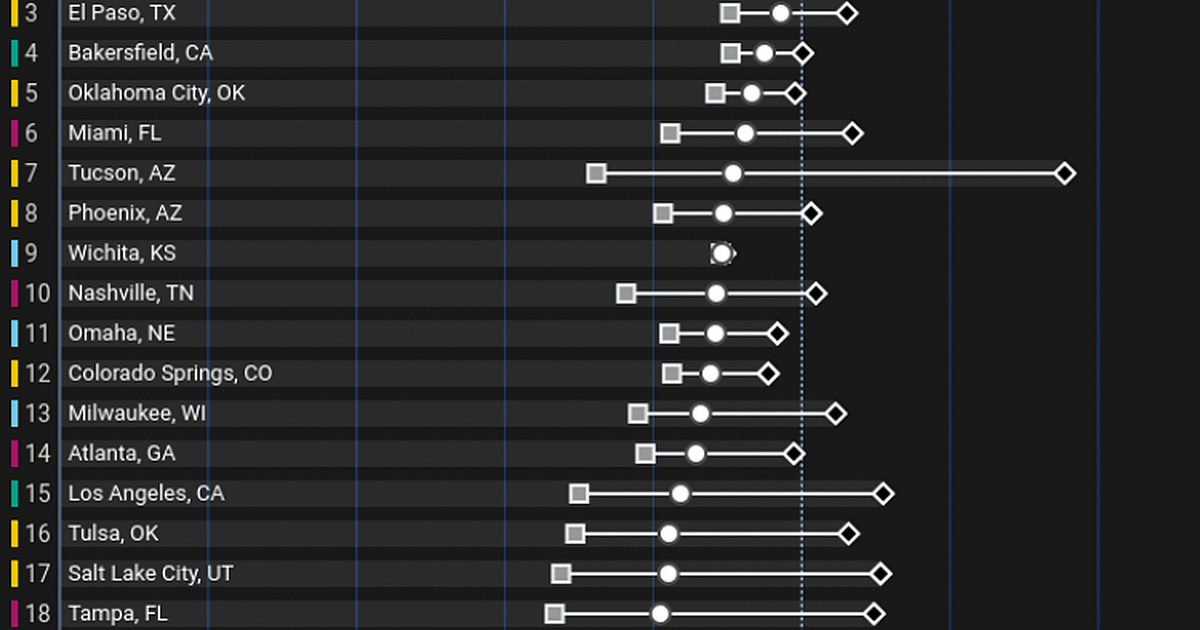 3 El Paso, TX
4 Bakersfield, CA
5 Oklahoma City, OK
6 Miami, FL
7 Tucson, AZ
8 Phoenix, AZ
9 Wichita, KS
10 Nashville, TN
11 Omaha, NE
12 Colorado Springs, CO
13 Milwaukee, WI
14 Atlanta, GA
15 Los Angeles, CA
16 Tulsa, OK
17 Salt Lake City, UT
18 Tampa, FL